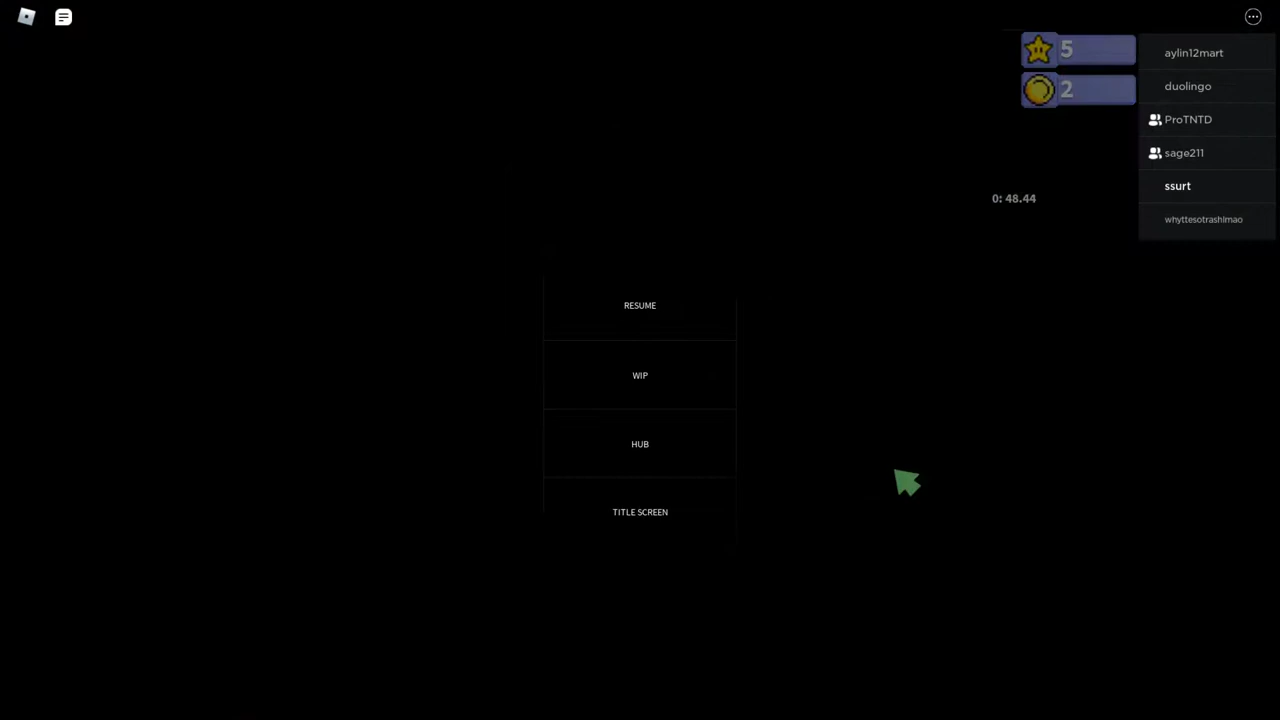 5
2
aylin12mart
duolingo
ProTNTD
sage211
ssurt
whyttesotrashlmao
0: 48.44
RESUME
WIP
HUB
TITLE SCREEN